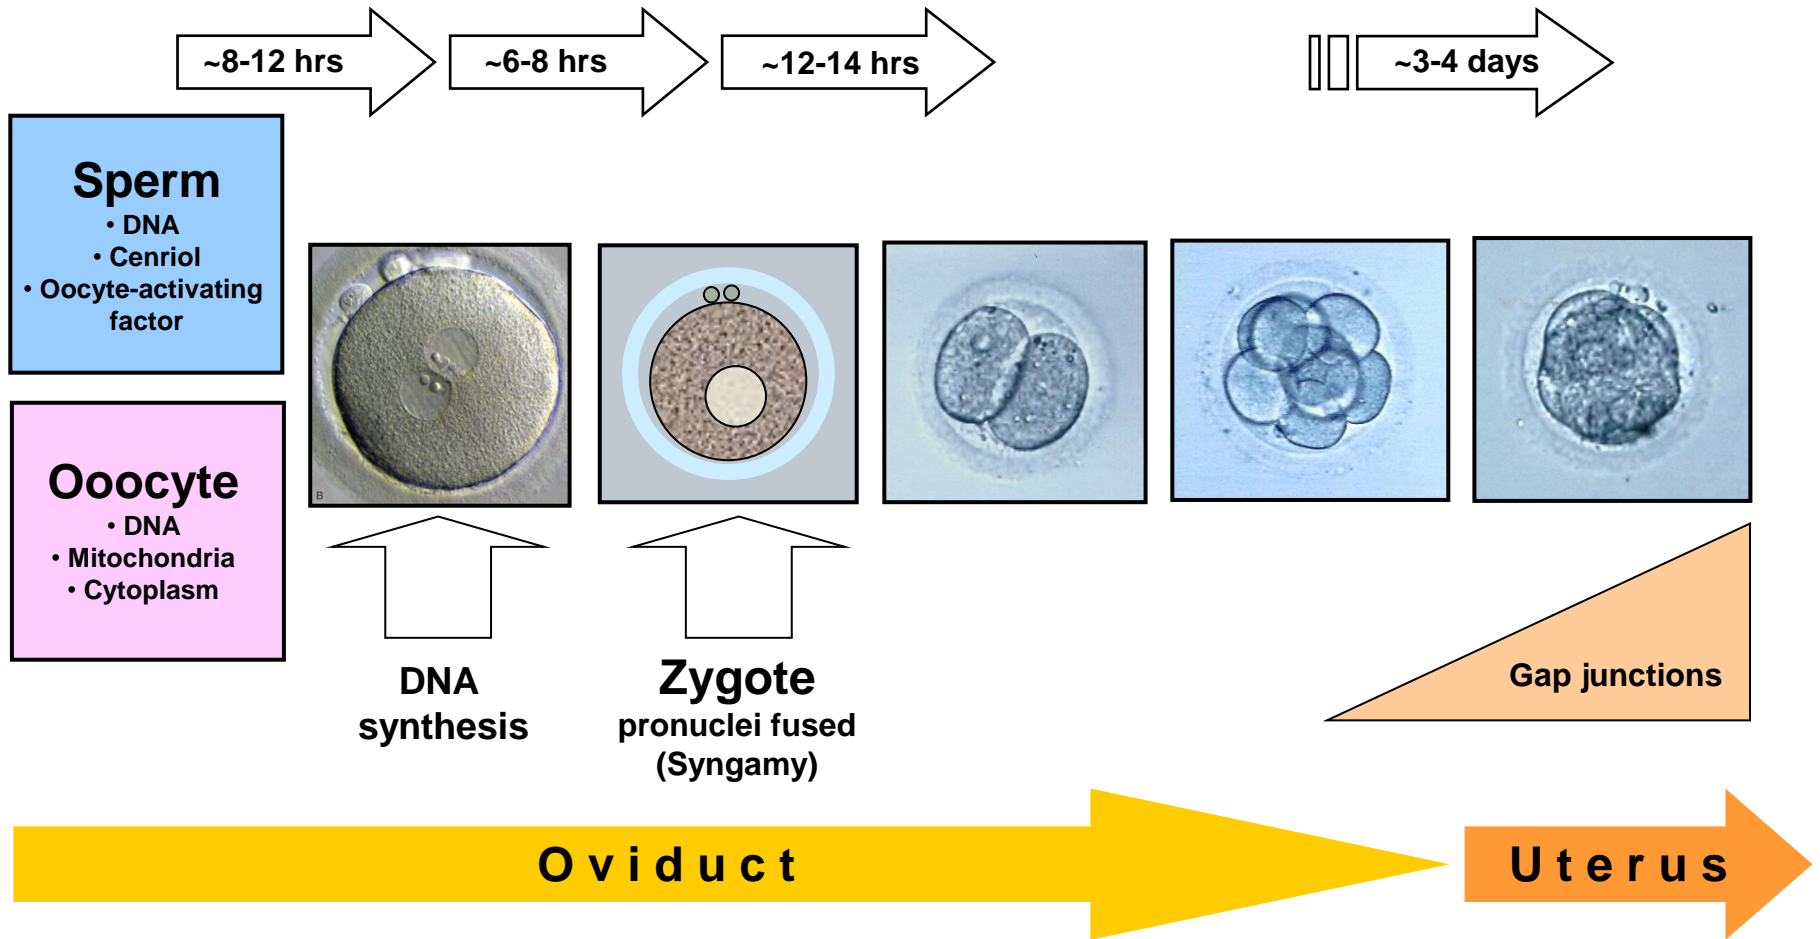 ~8-12 hrs
~6-8 hrs
~12-14 hrs
~3-4 days
Sperm
• DNA
• Cenriol
• Oocyte-activating
factor
Ooocyte
• DNA
• Mitochondria
• Cytoplasm
B
DNA
synthesis
Zygote
pronuclei fused
(Syngamy)
Gap junctions
Oviduct
Uterus